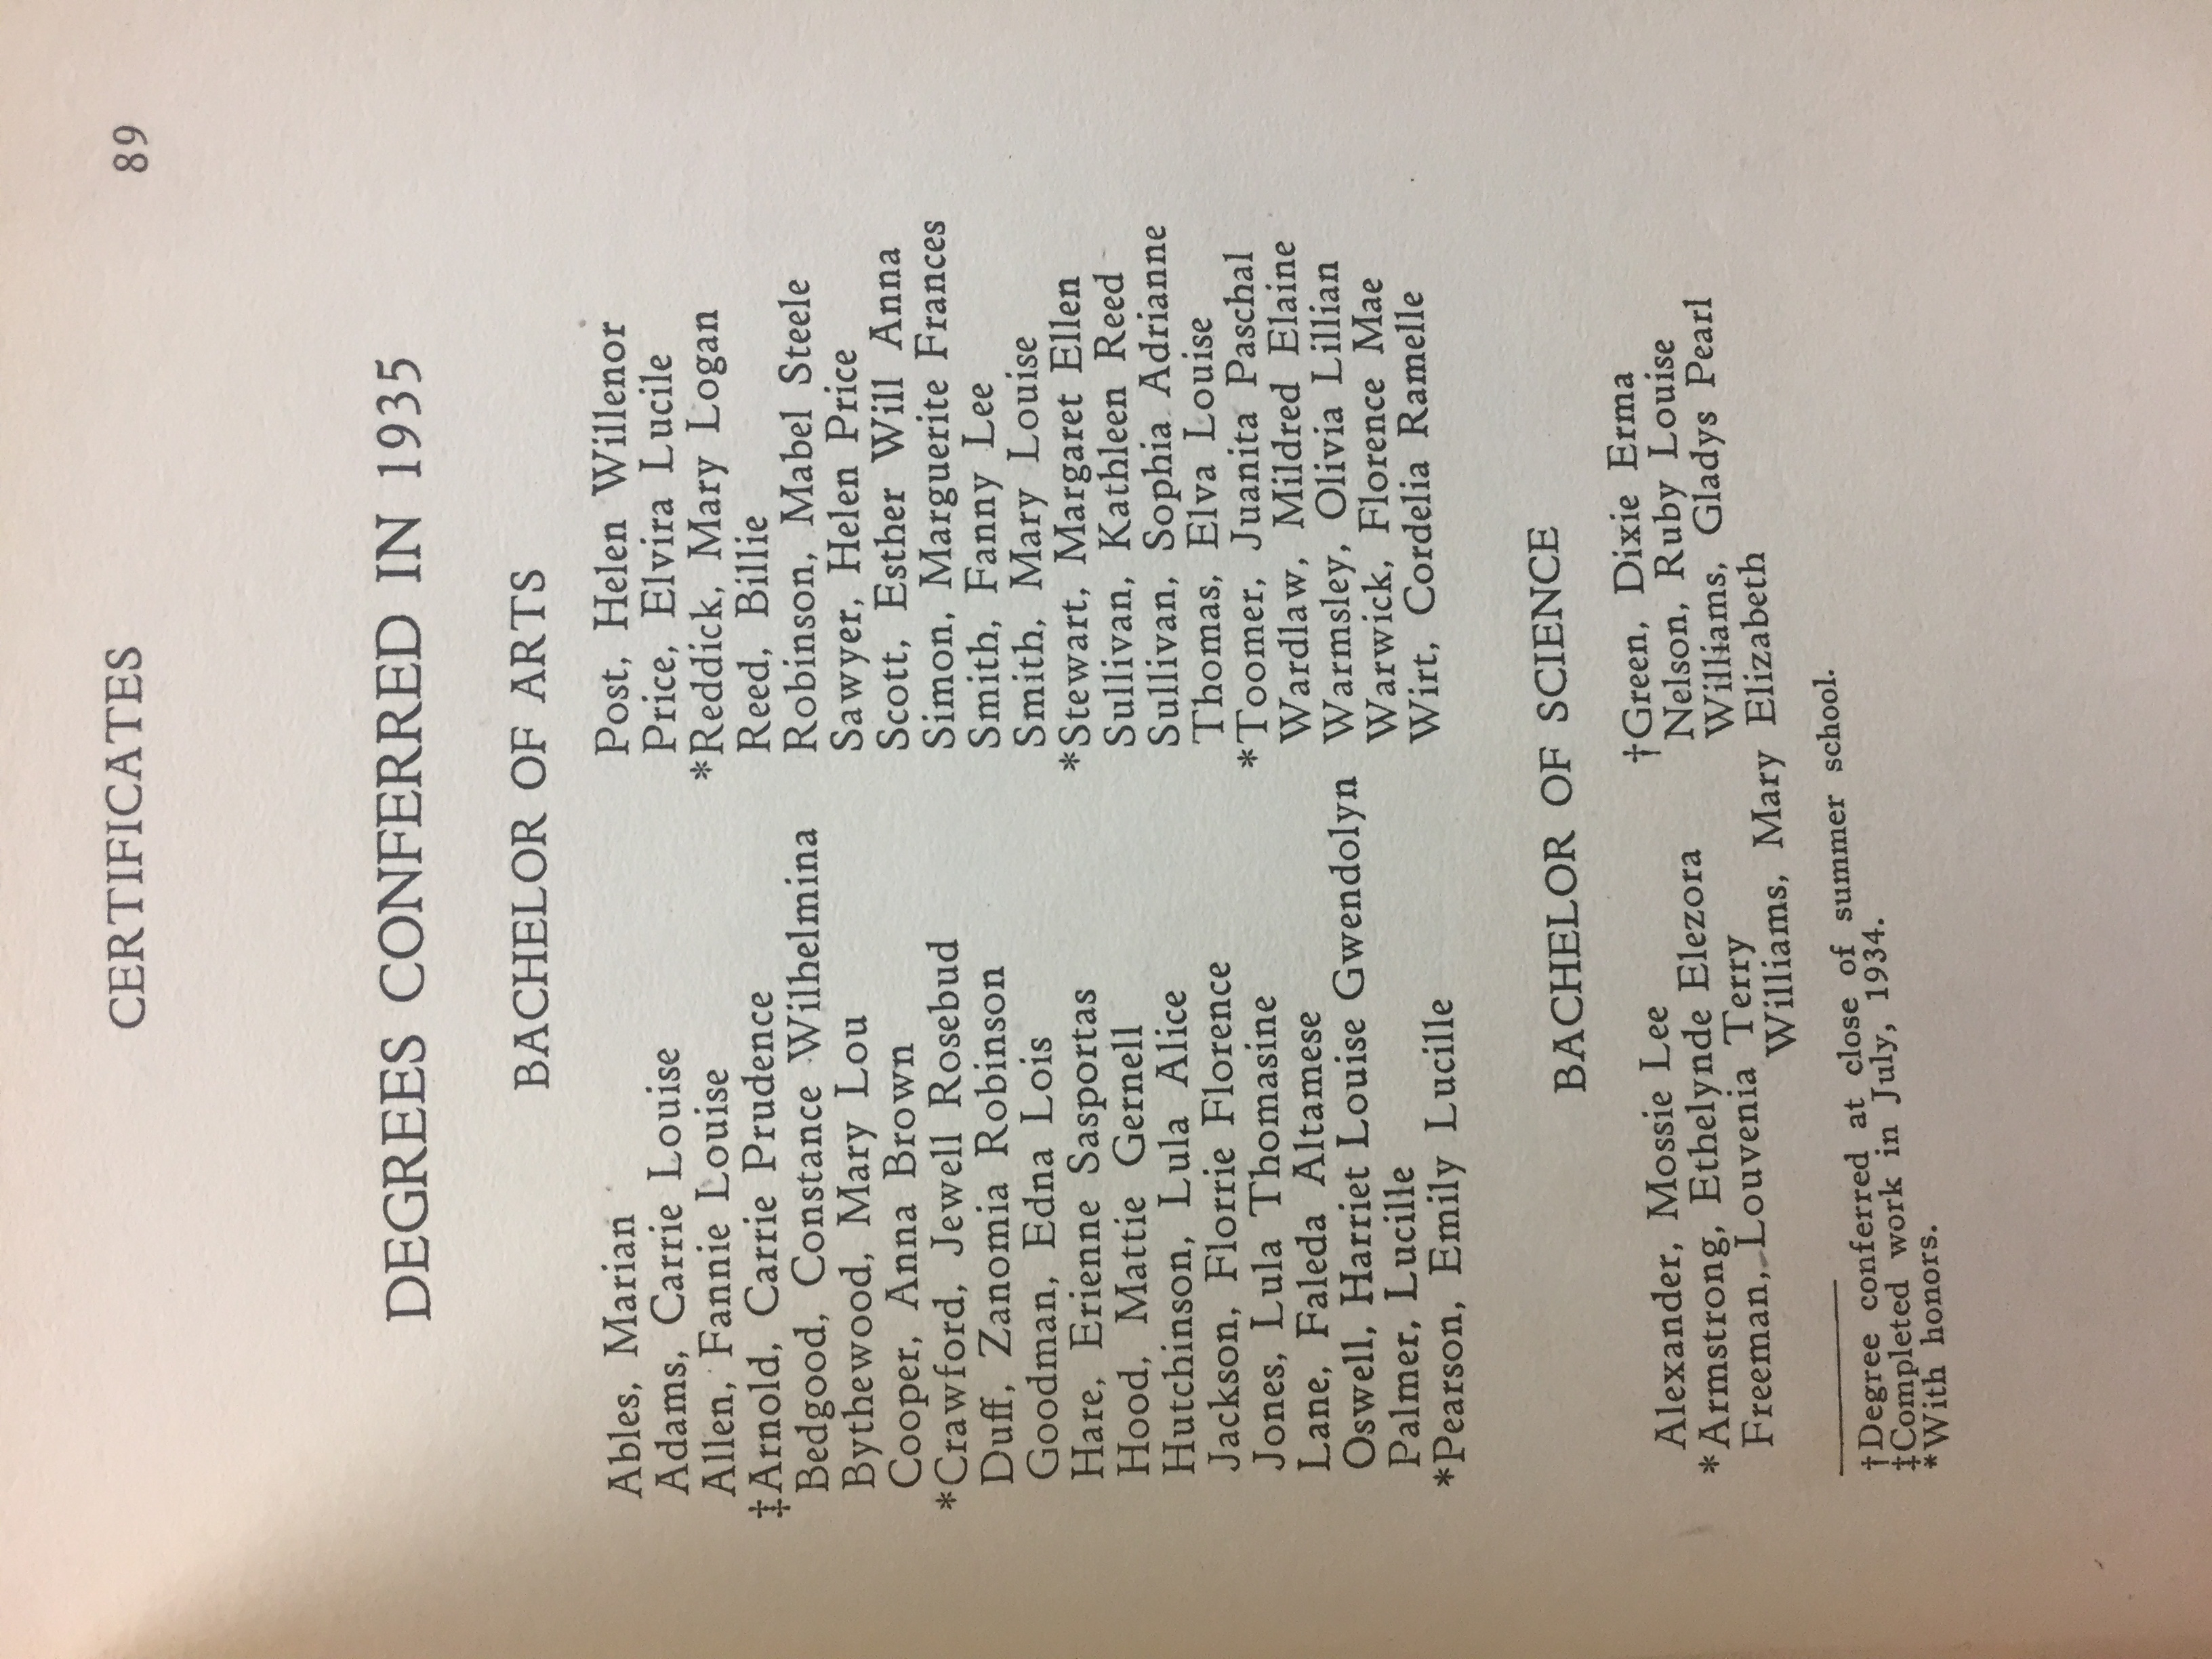 CERTIFICATES 89
DEGREES CONFERRED IN 1935
BACHELOR OF ARTS
Ables, Marian
Adams, Carrie Louise
Allen, Fannie Louise
‡Arnold, Carrie Prudence
Bedgood, Constance Wilhelmina
Bythewood, Mary Lou
Cooper, Anna Brown
*Crawford, Jewell Rosebud
Duff, Zanomia Robinson
Goodman, Edna Lois
Hare, Erienne Sasportas
Hood, Mattie Gernell
Hutchinson, Lula Alice
Jackson, Florrie Florence
Jones, Lula Thomasine
Lane, Faleda Altamese
Oswell, Harriet Louise Gwendolyn
Palmer, Lucille
*Pearson, Emily Lucille
Post, Helen Willenor
Price, Elvira Lucile
*Reddick, Mary Logan
Reed, Billie
Robinson, Mabel Steele
Sawyer, Helen Price
Scott, Esther Will Anna
Simon, Marguerite Frances
Smith, Fanny Lee
Smith, Mary Louise
*Stewart, Margaret Ellen
Sullivan, Kathleen Reed
Sullivan, Sophia Adrianne
Thomas, Elva Louise
*Toomer, Juanita Paschal
Wardlaw, Mildred Elaine
Warmsley, Olivia Lillian
Warwick, Florence Mae
Wirt, Cordelia Ramelle
BACHELOR OF SCIENCE
Alexander, Mossie Lee
*Armstrong, Ethelynde Elezora
Freeman, Louvenia Terry
†Green, Dixie Erma
Nelson, Ruby Louise
Williams, Gladys Pearl
Williams, Mary Elizabeth
†Degree conferred at close of summer school.
‡Completed work in July, 1934.
*With honors.